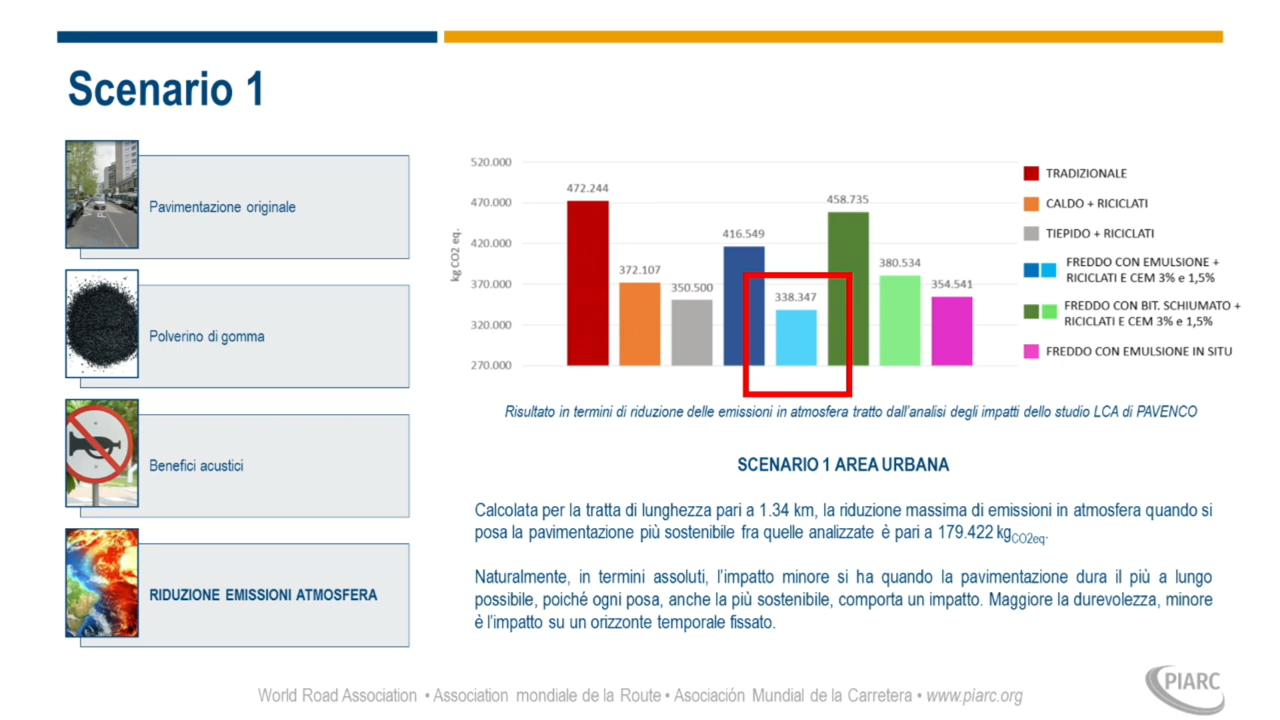 Scenario 1
Pavimentazione originale
Polverino di gomma
Benefici acustici
RIDUZIONE EMISSIONI ATMOSFERA
kg CO2 eq.
520.000
470.000
420.000
370.000
320.000
270.000
472.244
372.107
350.500
416.549
338.347
458.735
380.534
354.541
TRADIZIONALE
CALDO + RICICLATI
TIEPIDO + RICICLATI
FREDDO CON EMULSIONE +
RICICLATI E CEM 3% e 1,5%
FREDDO CON BIT. SCHIUMATO +
RICICLATI E CEM 3% e 1,5%
FREDDO CON EMULSIONE IN SITU
Risultato in termini di riduzione delle emissioni in atmosfera tratto dall'analisi degli impatti dello studio LCA di PAVENCO
SCENARIO 1 AREA URBANA
Calcolata per la tratta di lunghezza pari a 1.34 km, la riduzione massima di emissioni in atmosfera quando si
posa la pavimentazione più sostenibile fra quelle analizzate è pari a 179.422 kgCO2eq.
Naturalmente, in termini assoluti, l'impatto minore si ha quando la pavimentazione dura il più a lungo
possibile, poiché ogni posa, anche la più sostenibile, comporta un impatto. Maggiore la durevolezza, minore
è l'impatto su un orizzonte temporale fissato.
World Road Association • Association mondiale de la Route • Asociación Mundial de la Carretera • www.piarc.org
PIARC